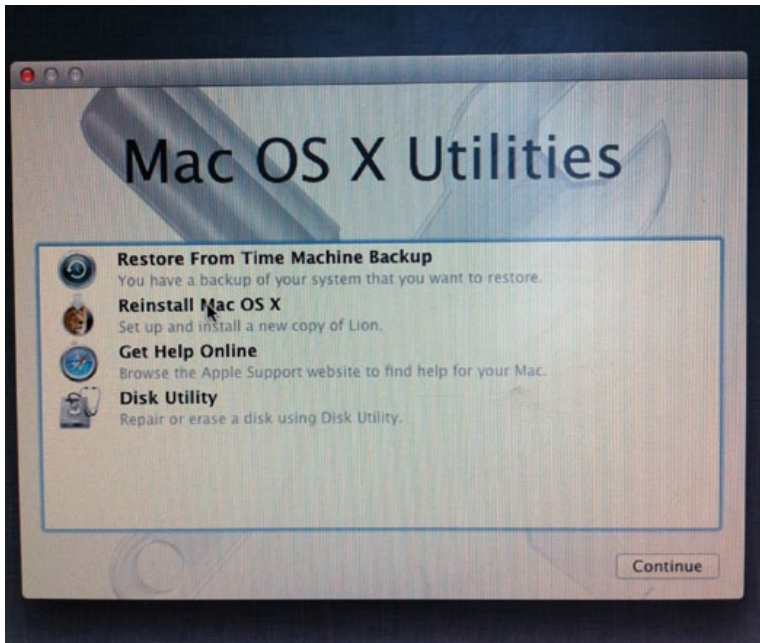 Mac OS X Utilities
Restore From Time Machine Backup
You have a backup of your system that you want to restore.
Reinstall Mac OS X
Set up and install a new copy of Lion.
Get Help Online
Browse the Apple Support website to find help for your Mac.
Disk Utility
Repair or erase a disk using Disk Utility.
Continue